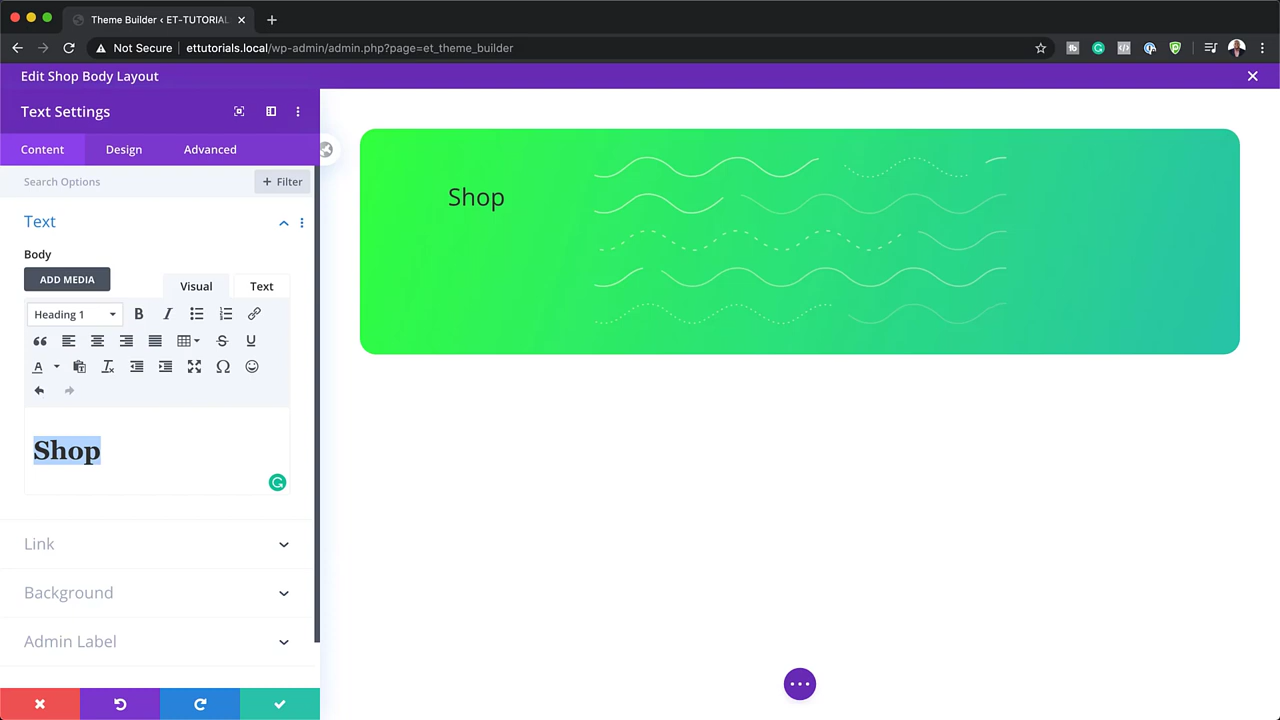 Theme Builder ‹ ET-TUTORIAL
Not Secure
ettutorials.local/wp-admin/admin.php?page=et_theme_builder
Edit Shop Body Layout
Text Settings
Content Design Advanced
Search Options
+ Filter
Text
Body
ADD MEDIA
Visual Text
Heading 1
Shop
Link
Background
Admin Label
Shop